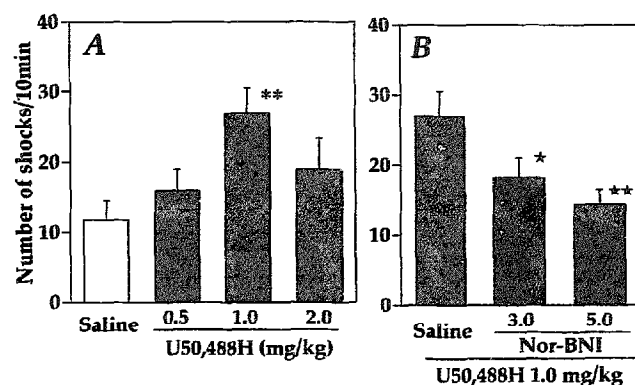 A
B
Number of shocks/10min
40
30
20
10
0
40
30
20
10
0
**
*
**
Saline
0.5
1.0
2.0
U50,488H (mg/kg)
Saline
3.0
5.0
Nor-BNI
U50,488H 1.0 mg/kg